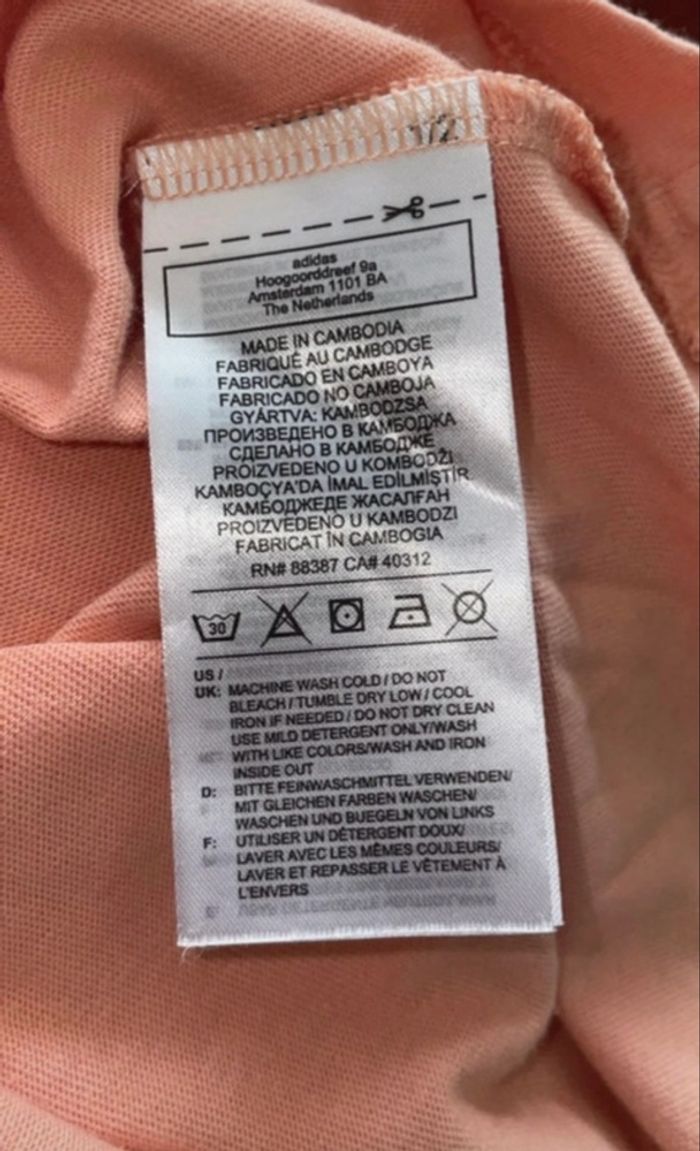 1/2
adidas
Hoogoorddreef 9a
Amsterdam 1101 BA
The Netherlands
MADE IN CAMBODIA
FABRIQUÉ AU CAMBODGE
FABRICADO EN CAMBOYA
FABRICADO NO CAMBOJA
GYÁRTVA: KAMBODZSA
ПРОИЗВЕДЕНО В КАМБОДЖА
СДЕЛАНО В КАМБОДЖЕ
PROIZVEDENO U KOMBODŽI
KAMBOÇYA'DA İMAL EDİLMİŞTİR
КАМБОДЖЕДЕ ЖАСАЛҒАН
PROIZVEDENO U KAMBODZI
FABRICAT ÎN CAMBOGIA
RN# 88387 CA# 40312
30
US /
UK: MACHINE WASH COLD / DO NOT
BLEACH / TUMBLE DRY LOW / COOL
IRON IF NEEDED / DO NOT DRY CLEAN
USE MILD DETERGENT ONLY/WASH
WITH LIKE COLORS/WASH AND IRON
INSIDE OUT
D: BITTE FEINWASCHMITTEL VERWENDEN/
MIT GLEICHEN FARBEN WASCHEN/
WASCHEN UND BUEGELN VON LINKS
F: UTILISER UN DÉTERGENT DOUX/
LAVER AVEC LES MÊMES COULEURS/
LAVER ET REPASSER LE VÊTEMENT À
L'ENVERS